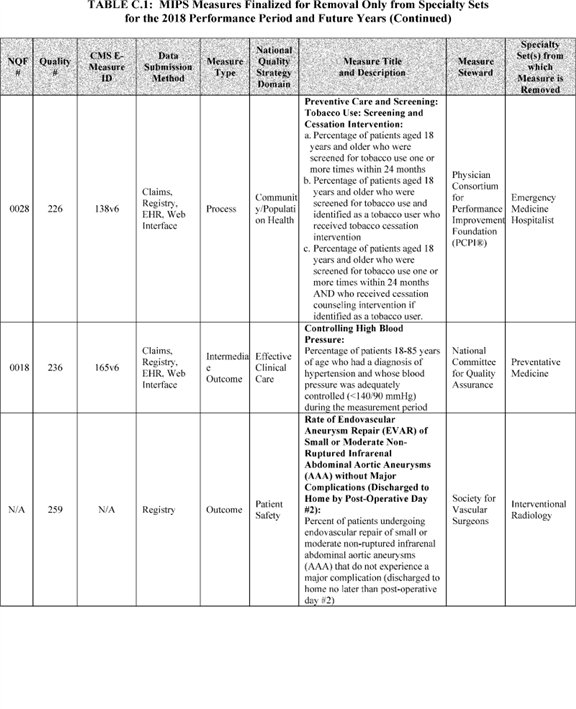 TABLE C.1: MIPS Measures Finalized for Removal Only from Specialty Sets
for the 2018 Performance Period and Future Years (Continued)
NQF
#
Quality
#
CMS E-
Measure
ID
Data
Submission
Method
Measure
Type
National
Quality
Strategy
Domain
Measure Title
and Description
Measure
Steward
Specialty
Set(s) from
which
Measure is
Removed
0028
226
138v6
Claims,
Registry,
EHR, Web
Interface
Process
Communit
y/Populati
on Health
Preventive Care and Screening:
Tobacco Use: Screening and
Cessation Intervention:
a. Percentage of patients aged 18
years and older who were
screened for tobacco use one or
more times within 24 months
b. Percentage of patients aged 18
years and older who were
screened for tobacco use and
identified as a tobacco user who
received tobacco cessation
intervention
c. Percentage of patients aged 18
years and older who were
screened for tobacco use one or
more times within 24 months
AND who received cessation
counseling intervention if
identified as a tobacco user.
Physician
Consortium
for
Performance
Improvement
Foundation
(PCPI®)
Emergency
Medicine
Hospitalist
0018
236
165v6
Claims,
Registry,
EHR, Web
Interface
Intermedia
e
Outcome
Effective
Clinical
Care
Controlling High Blood
Pressure:
Percentage of patients 18-85 years
of age who had a diagnosis of
hypertension and whose blood
pressure was adequately
controlled (<140/90 mmHg)
during the measurement period
National
Committee
for Quality
Assurance
Preventative
Medicine
N/A
259
N/A
Registry
Outcome
Patient
Safety
Rate of Endovascular
Aneurysm Repair (EVAR) of
Small or Moderate Non-
Ruptured Infrarenal
Abdominal Aortic Aneurysms
(AAA) without Major
Complications (Discharged to
Home by Post-Operative Day
#2):
Percent of patients undergoing
endovascular repair of small or
moderate non-ruptured infrarenal
abdominal aortic aneurysms
(AAA) that do not experience a
major complication (discharged to
home no later than post-operative
day #2)
Society for
Vascular
Surgeons
Interventional
Radiology